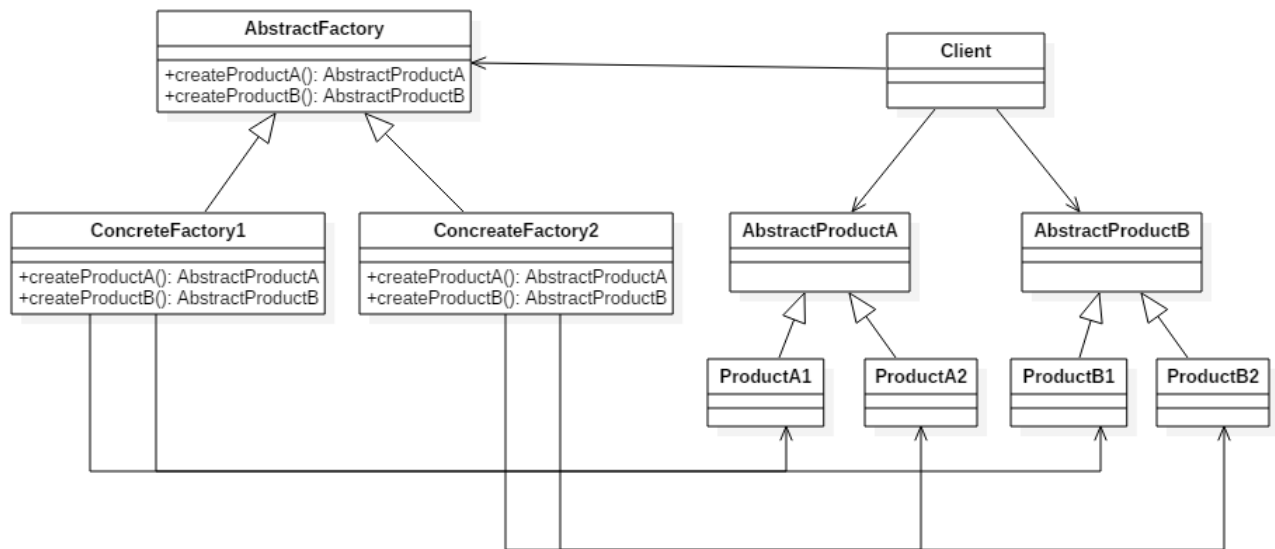 AbstractFactory
+createProductA(): AbstractProductA
+createProductB(): AbstractProductB
Client
ConcreteFactory1
+createProductA(): AbstractProductA
+createProductB(): AbstractProductB
ConcreateFactory2
+createProductA(): AbstractProductA
+createProductB(): AbstractProductB
AbstractProductA
AbstractProductB
ProductA1
ProductA2
ProductB1
ProductB2